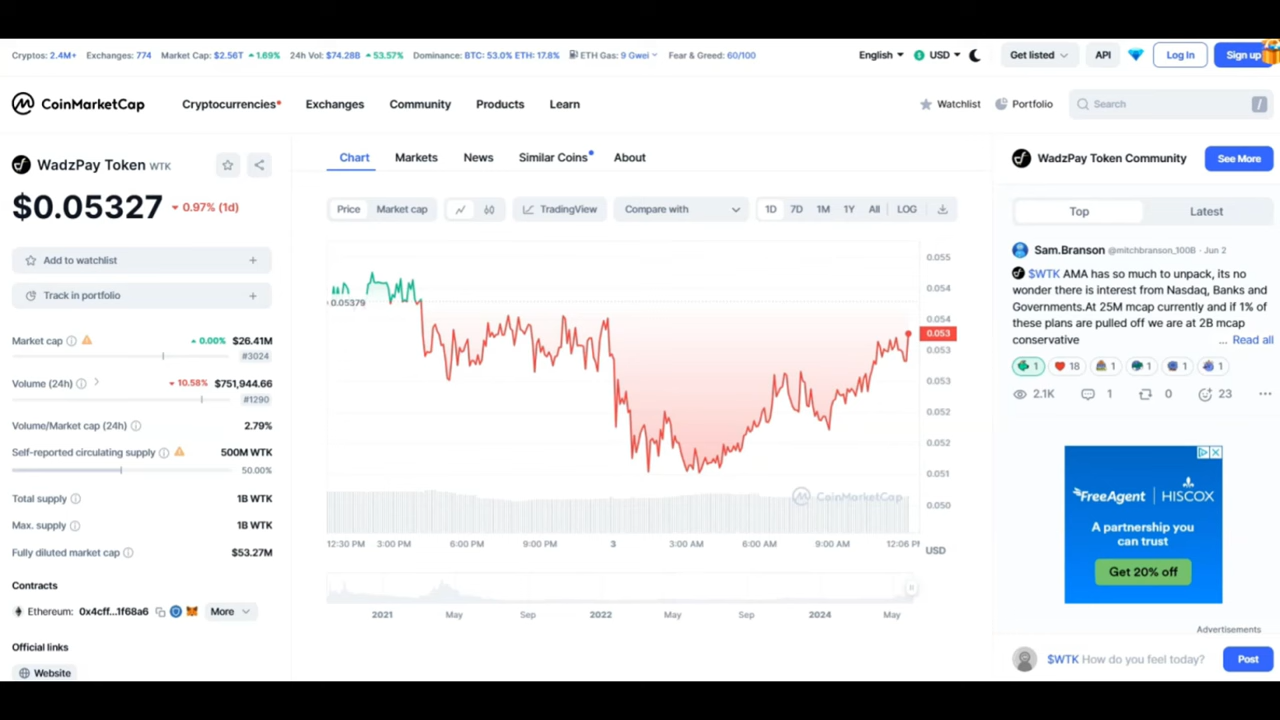 Cryptos: 2.4M+ Exchanges: 774 Market Cap: $2.56T 1.69% 24h Vol: $74.28B 53.57% Dominance: BTC: 53.0% ETH: 17.8% ETH Gas: 9 Gwei Fear & Greed: 60/100
English USD Get listed API Log In Sign up
CoinMarketCap Cryptocurrencies Exchanges Community Products Learn Watchlist Portfolio Search /
WadzPay Token WTK
$0.05327 0.97% (1d)
Add to watchlist +
Track in portfolio +
Market cap 0.00% $26.41M
#3024
Volume (24h) 10.58% $751,944.66
#1290
Volume/Market cap (24h) 2.79%
Self-reported circulating supply 500M WTK
50.00%
Total supply 1B WTK
Max. supply 1B WTK
Fully diluted market cap $53.27M
Contracts
Ethereum: 0x4cff...1f68a6 More
Official links
Website
Chart Markets News Similar Coins About
Price Market cap TradingView Compare with 1D 7D 1M 1Y All LOG
0.055
0.054
0.05379
0.054
0.053
0.053
0.053
0.052
0.052
0.051
0.050
CoinMarketCap
12:30 PM 3:00 PM 6:00 PM 9:00 PM 3 3:00 AM 6:00 AM 9:00 AM 12:06 PM
USD
2021 May Sep 2022 May Sep 2024 May
WadzPay Token Community See More
Top Latest
Sam.Branson @mitchbranson_100B · Jun 2
$WTK AMA has so much to unpack, its no
wonder there is interest from Nasdaq, Banks and
Governments.At 25M mcap currently and if 1% of
these plans are pulled off we are at 2B mcap
conservative ... Read all
1 18 1 1 1 1
2.1K 1 0 23
FreeAgent | HISCOX
A partnership you
can trust
Get 20% off
Advertisements
$WTK How do you feel today? Post